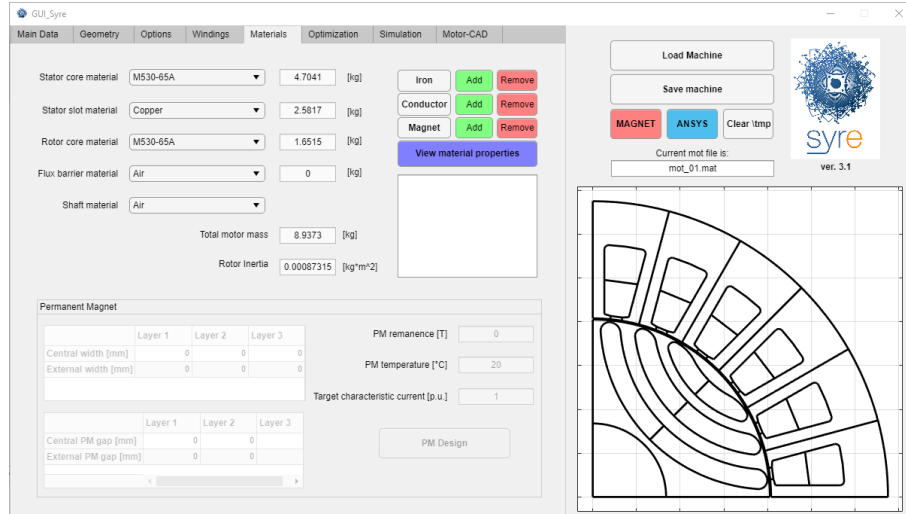 GUI_Syre
Main Data Geometry Options Windings Materials Optimization Simulation Motor-CAD
Stator core material M530-65A 4.7041 [kg]
Stator slot material Copper 2.5817 [kg]
Rotor core material M530-65A 1.6515 [kg]
Flux barrier material Air 0 [kg]
Shaft material Air
Total motor mass 8.9373 [kg]
Rotor Inertia 0.00087315 [kg*m^2]
Iron Add Remove
Conductor Add Remove
Magnet Add Remove
View material properties
Permanent Magnet
Layer 1 Layer 2 Layer 3
Central width [mm] 0 0 0
External width [mm] 0 0 0
Layer 1 Layer 2 Layer 3
Central PM gap [mm] 0 0
External PM gap [mm] 0 0
PM remanence [T] 0
PM temperature [°C] 20
Target characteristic current [p.u.] 1
PM Design
Load Machine
Save machine
MAGNET ANSYS Clear \tmp
Current mot file is:
mot_01.mat
syre
ver. 3.1